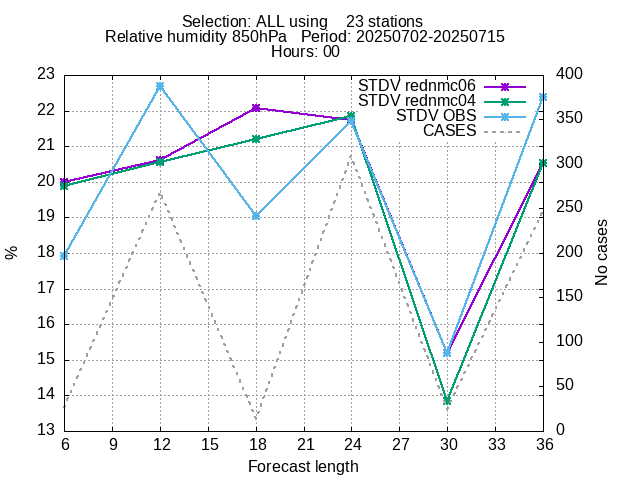 Selection: ALL using 23 stations
Relative humidity 850hPa Period: 20250702-20250715
Hours: 00
STDV rednmc06
STDV rednmc04
STDV OBS
CASES
23
22
21
20
19
18
17
16
15
14
13
%
400
350
300
250
200
150
100
50
0
No cases
6 9 12 15 18 21 24 27 30 33 36
Forecast length